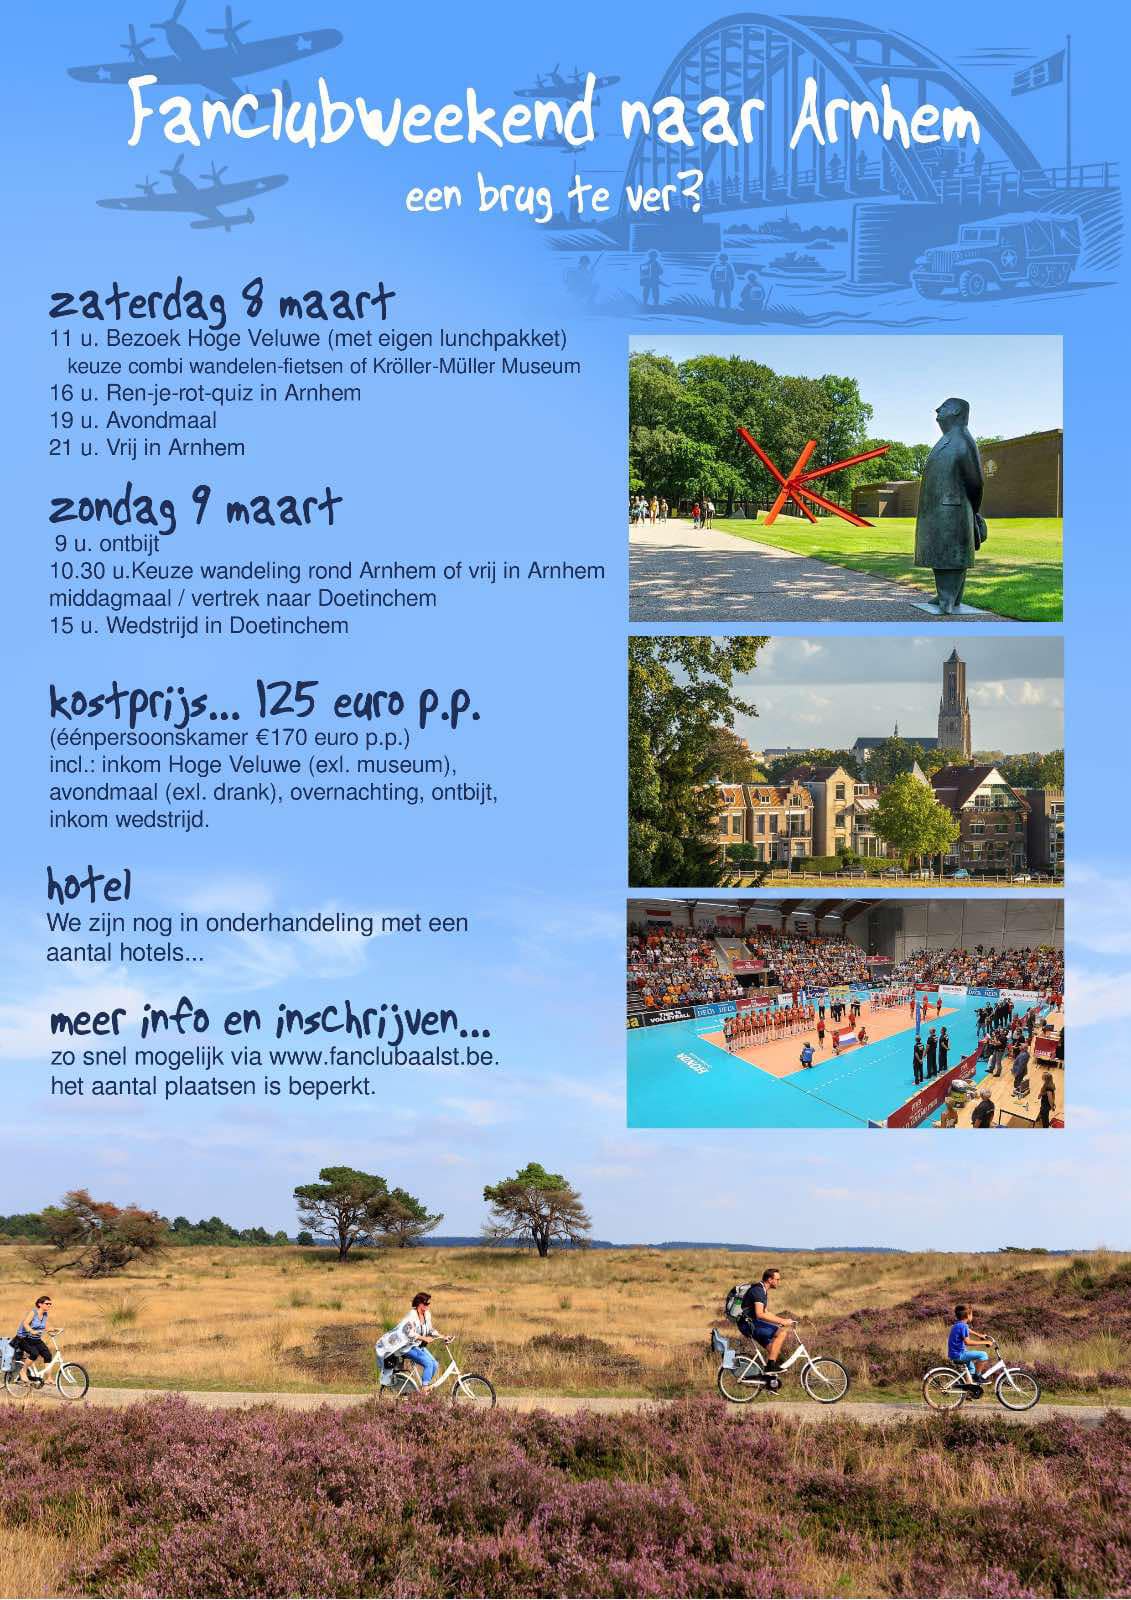 Fanclubweekend naar Arnhem
een brug te ver?
zaterdag 8 maart
11 u. Bezoek Hoge Veluwe (met eigen lunchpakket)
keuze combi wandelen-fietsen of Kröller-Müller Museum
16 u. Ren-je-rot-quiz in Arnhem
19 u. Avondmaal
21 u. Vrij in Arnhem
zondag 9 maart
9 u. ontbijt
10.30 u.Keuze wandeling rond Arnhem of vrij in Arnhem
middagmaal / vertrek naar Doetinchem
15 u. Wedstrijd in Doetinchem
kostprijs... 125 euro p.p.
(éénpersoonskamer €170 euro p.p.)
incl.: inkom Hoge Veluwe (exl. museum),
avondmaal (exl. drank), overnachting, ontbijt,
inkom wedstrijd.
hotel
We zijn nog in onderhandeling met een
aantal hotels...
meer info en inschrijven...
zo snel mogelijk via www.fanclubaalst.be.
het aantal plaatsen is beperkt.